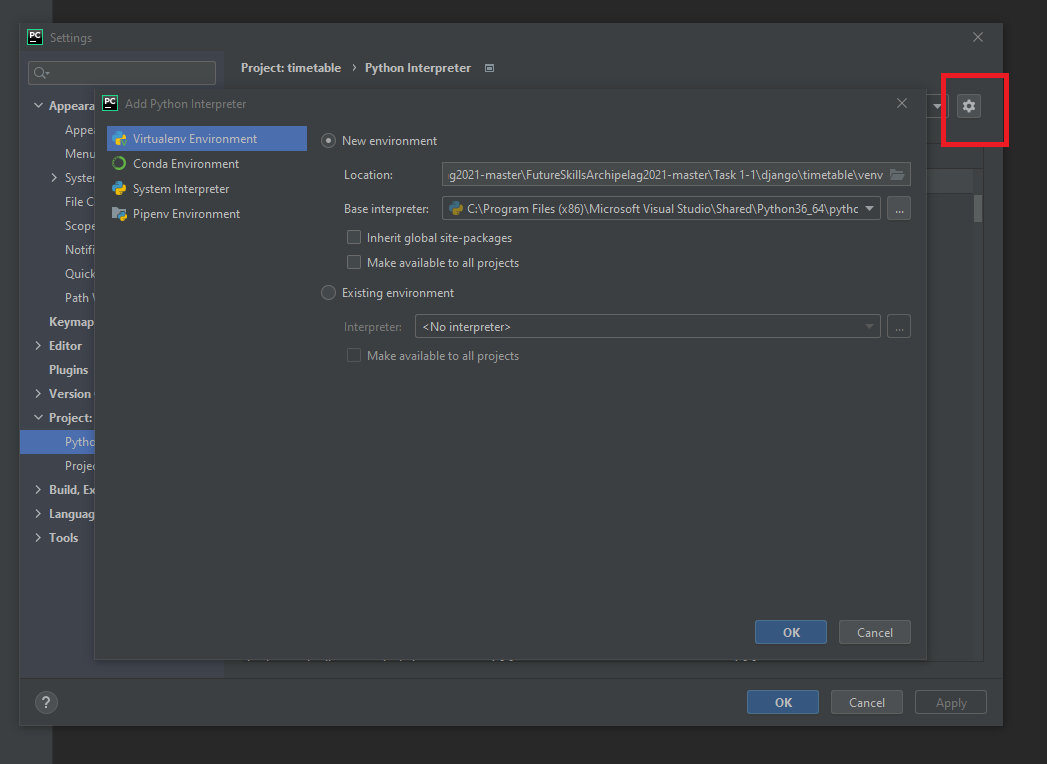 PC Settings
Project: timetable › Python Interpreter
PC Add Python Interpreter
Appeara
Appea
Menu
System
File C
Scope
Notifi
Quick
Path
Keymap
Editor
Plugins
Version
Project:
Pytho
Projec
Build, Ex
Languag
Tools
Virtualenv Environment
Conda Environment
System Interpreter
Pipenv Environment
New environment
Location: g2021-master\FutureSkillsArchipelag2021-master\Task 1-1\django\timetable\venv
Base interpreter: C:\Program Files (x86)\Microsoft Visual Studio\Shared\Python36_64\pythc ...
Inherit global site-packages
Make available to all projects
Existing environment
Interpreter: <No interpreter> ...
Make available to all projects
OK Cancel
? OK Cancel Apply